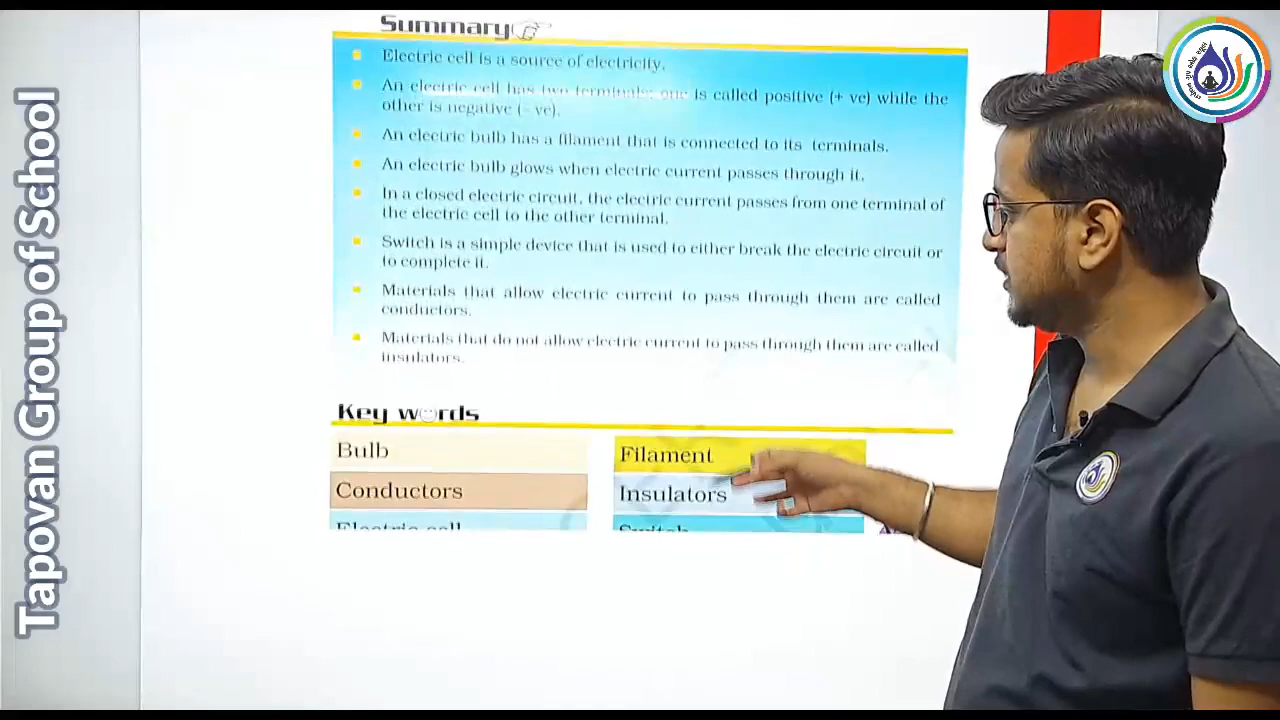 Tapovan Group of School
Summary
Electric cell is a source of electricity.
An electric cell has two terminals; one is called positive (+ ve) while the
other is negative (– ve).
An electric bulb has a filament that is connected to its terminals.
An electric bulb glows when electric current passes through it.
In a closed electric circuit, the electric current passes from one terminal of
the electric cell to the other terminal.
Switch is a simple device that is used to either break the electric circuit or
to complete it.
Materials that allow electric current to pass through them are called
conductors.
Materials that do not allow electric current to pass through them are called
insulators.
Key words
Bulb
Filament
Conductors
Insulators
Electric cell
Switch